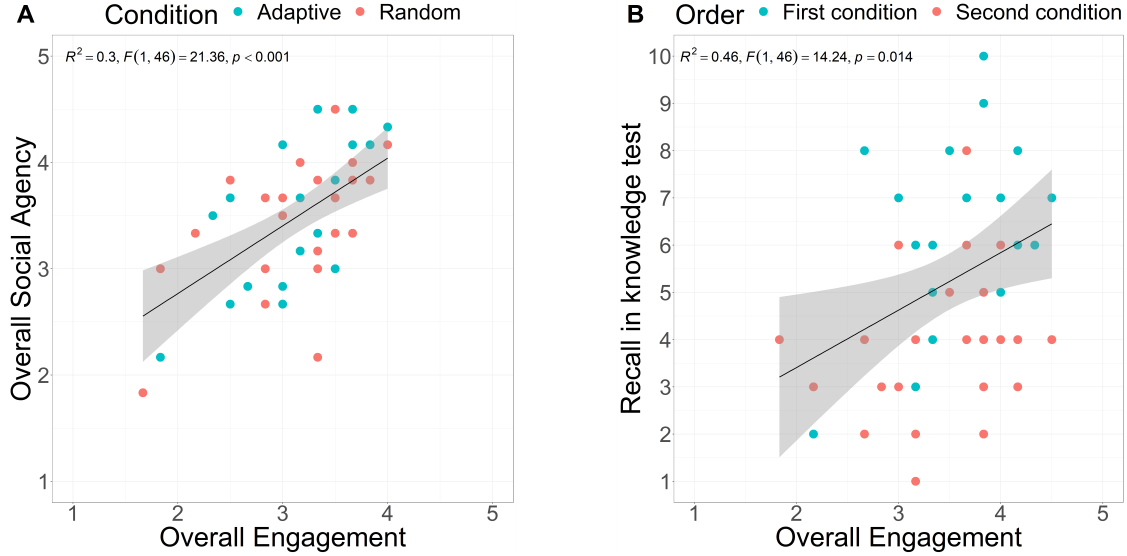 A Condition Adaptive Random
R² = 0.3, F(1, 46) = 21.36, p < 0.001
Overall Social Agency
5
4
3
2
1
1 2 3 4 5
Overall Engagement
B Order First condition Second condition
R² = 0.46, F(1, 46) = 14.24, p = 0.014
Recall in knowledge test
10
9
8
7
6
5
4
3
2
1
1 2 3 4 5
Overall Engagement